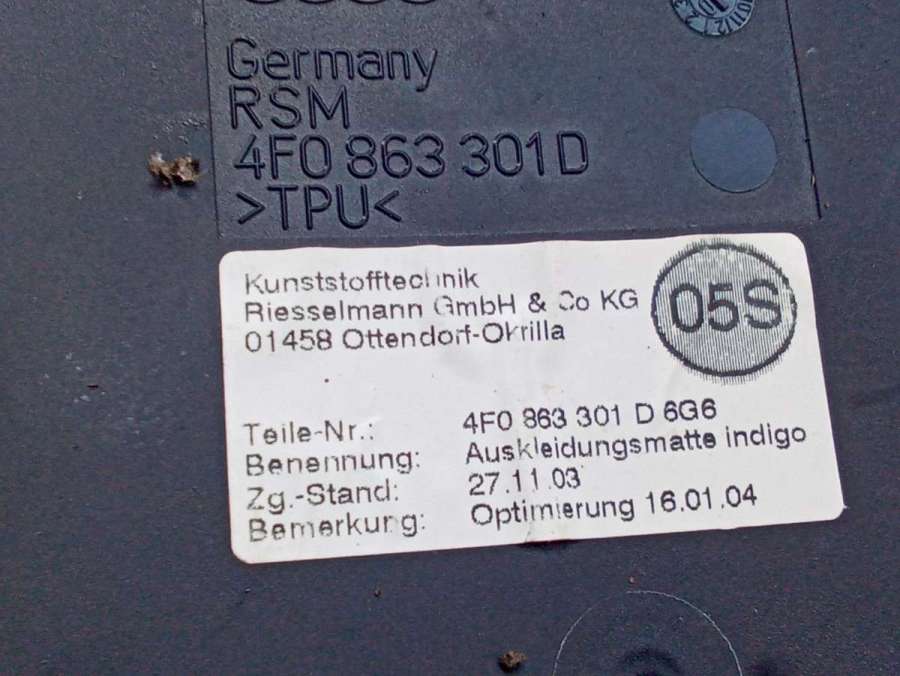 Germany
RSM
4F0 863 301 D
>TPU<
Kunststofftechnik
Riesselmann GmbH & Co KG
01458 Ottendorf-Okrilla
05S
Teile-Nr.: 4F0 863 301 D 6G6
Benennung: Auskleidungsmatte indigo
Zg.-Stand: 27.11.03
Bemerkung: Optimierung 16.01.04